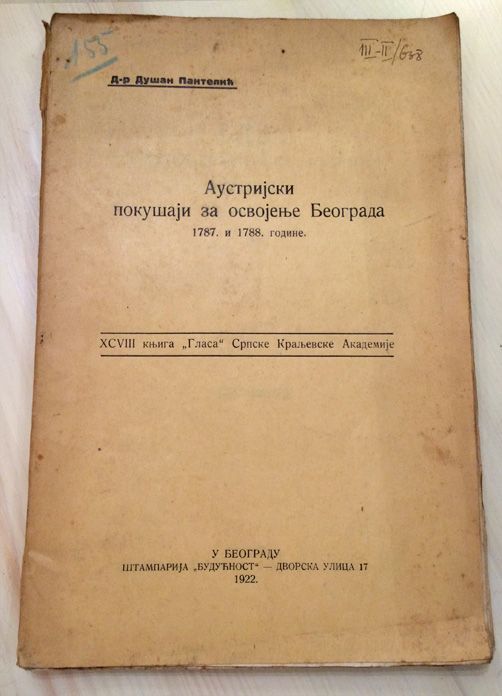 155
III-II/638
Д-р Душан Пантелић
Аустријски
покушаји за освојење Београда
1787. и 1788. године.
XCVIII књига „Гласа“ Српске Краљевске Академије
У БЕОГРАДУ
ШТАМПАРИЈА „БУДУЋНОСТ“ — ДВОРСКА УЛИЦА 17
1922.